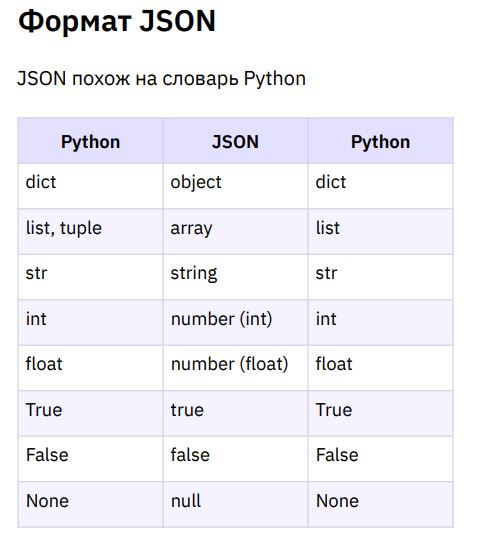 Формат JSON
JSON похож на словарь Python
Python JSON Python
dict object dict
list, tuple array list
str string str
int number (int) int
float number (float) float
True true True
False false False
None null None